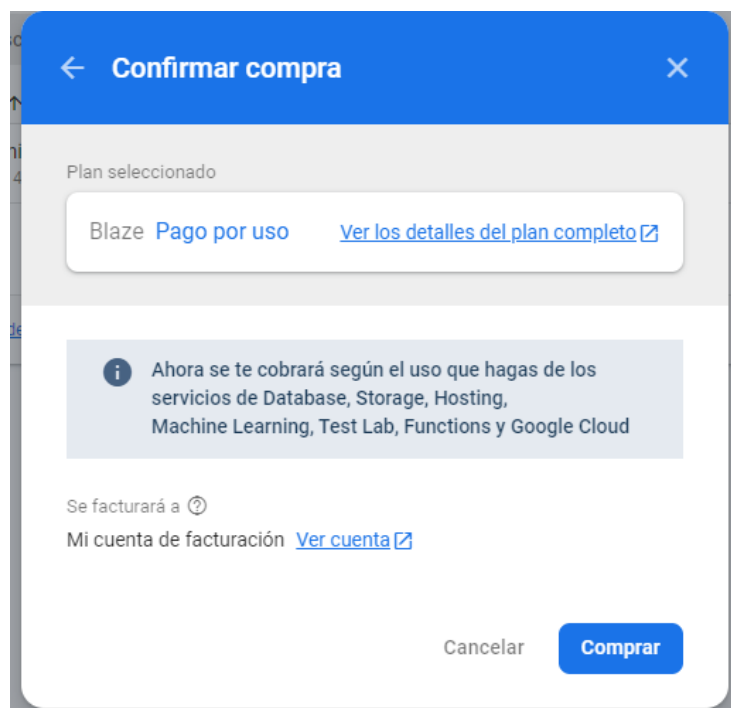 Confirmar compra
Plan seleccionado
Blaze Pago por uso Ver los detalles del plan completo
Ahora se te cobrará según el uso que hagas de los
servicios de Database, Storage, Hosting,
Machine Learning, Test Lab, Functions y Google Cloud
Se facturará a
Mi cuenta de facturación Ver cuenta
Cancelar Comprar